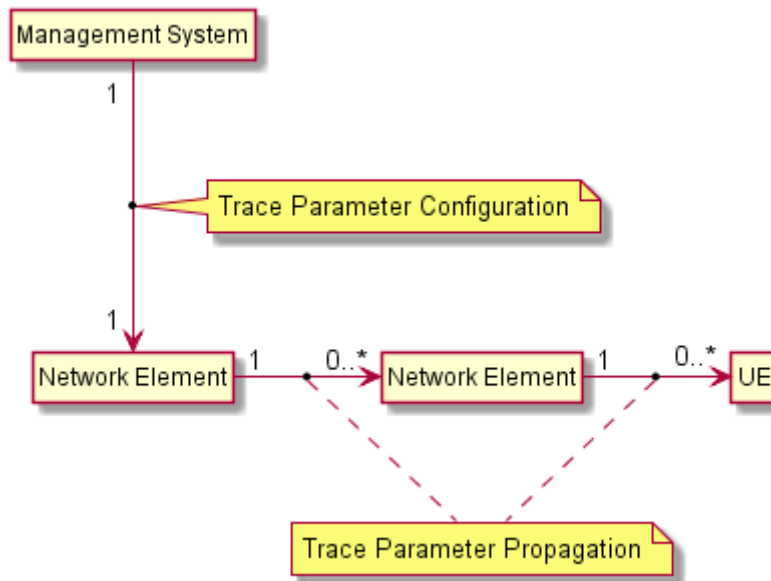 Management System
1
Trace Parameter Configuration
1
Network Element
1
0..*
Network Element
1
0..*
UE
Trace Parameter Propagation